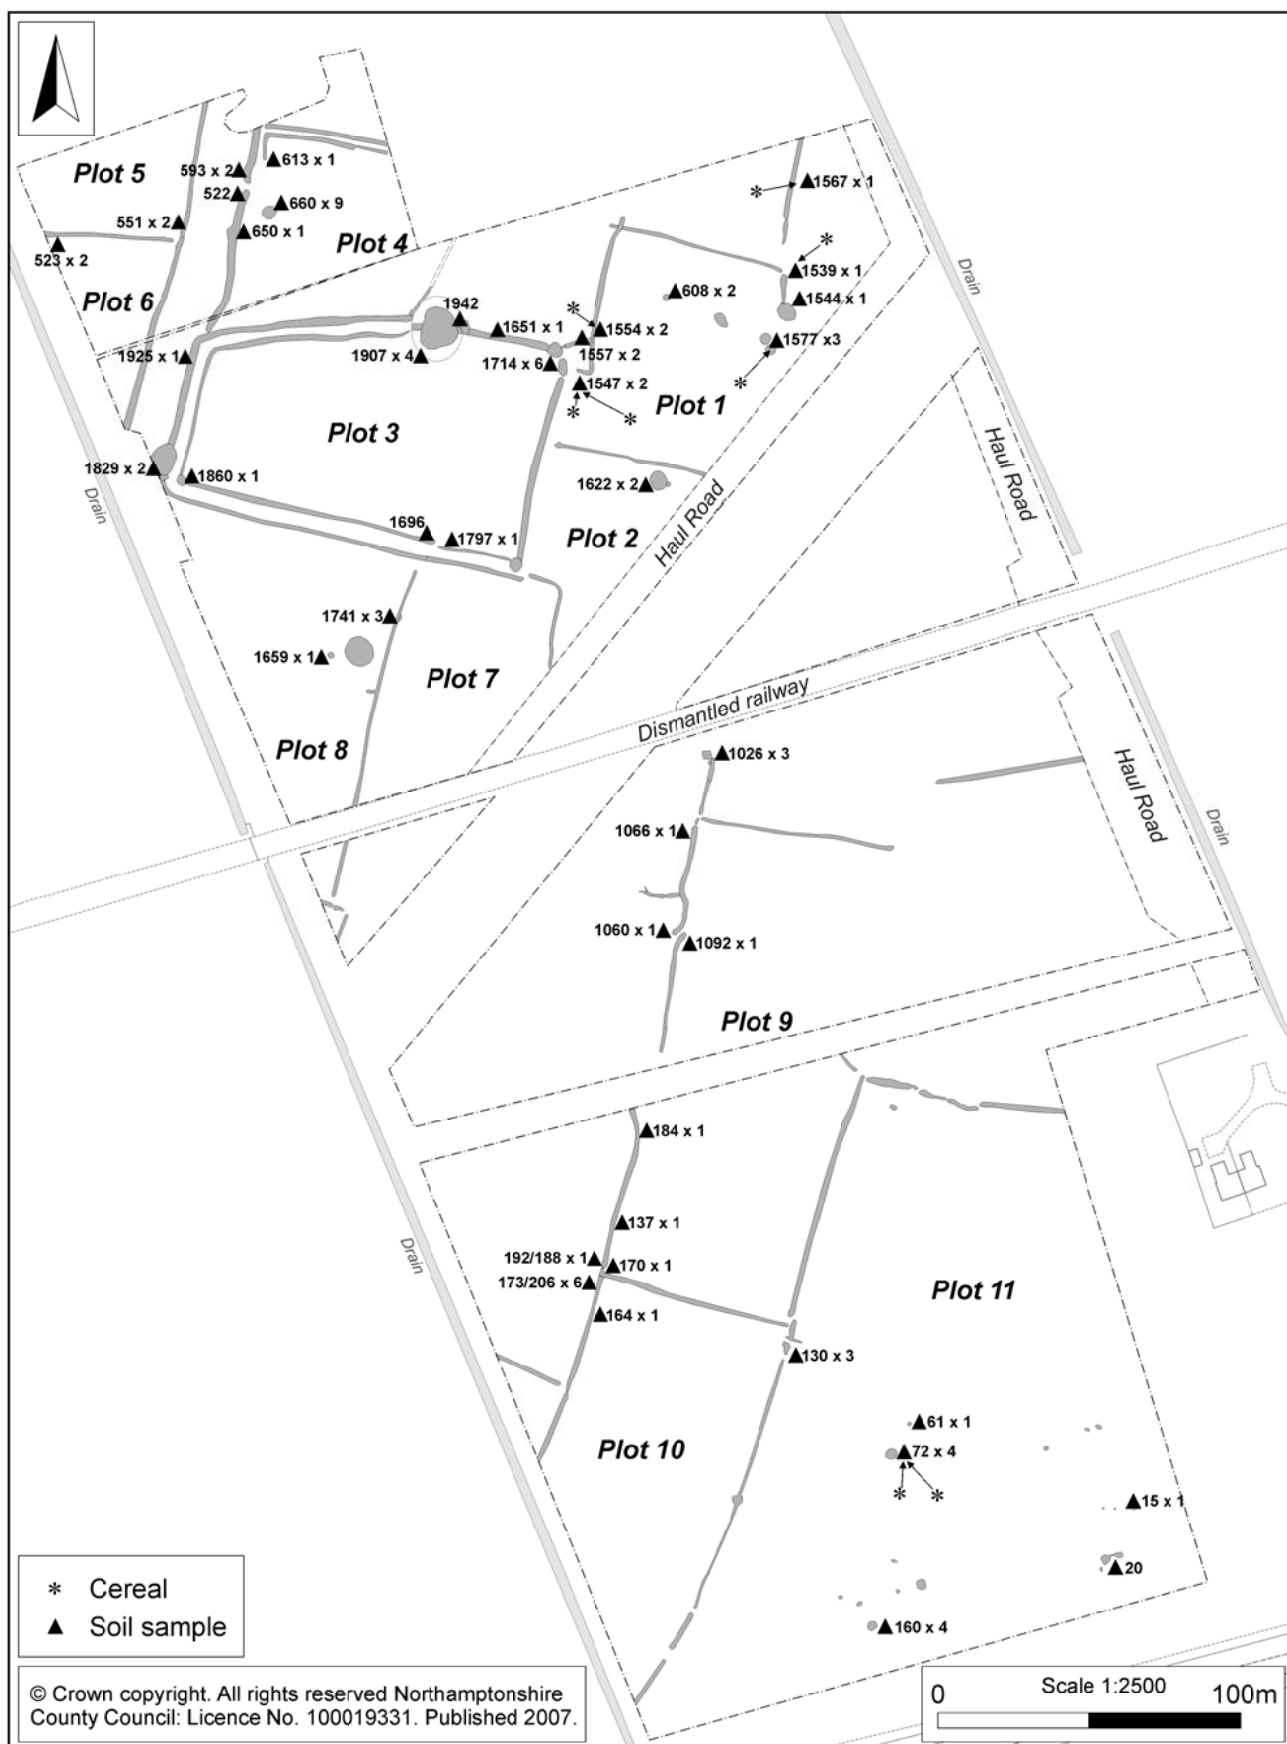 Plot 5
593 x 2
613 x 1
522
660 x 9
551 x 2
650 x 1
523 x 2
Plot 4
Plot 6
1567 x 1
*
*
Drain
1539 x 1
608 x 2
1544 x 1
1942
*
1651 x 1
1554 x 2
1577 x3
1557 x 2
1925 x 1
1907 x 4
1714 x 6
1547 x 2
*
*
*
Plot 1
Plot 3
Haul Road
1829 x 2
1860 x 1
1622 x 2
Drain
1696
1797 x 1
Plot 2
Haul Road
1741 x 3
1659 x 1
Plot 7
Dismantled railway
Plot 8
1026 x 3
Haul Road
Drain
1066 x 1
1060 x 1
1092 x 1
Plot 9
184 x 1
137 x 1
Drain
192/188 x 1
170 x 1
173/206 x 6
Plot 11
164 x 1
130 x 3
61 x 1
Plot 10
72 x 4
*
*
15 x 1
20
160 x 4
* Cereal
▲ Soil sample
© Crown copyright. All rights reserved Northamptonshire
County Council: Licence No. 100019331. Published 2007.
0 Scale 1:2500 100m